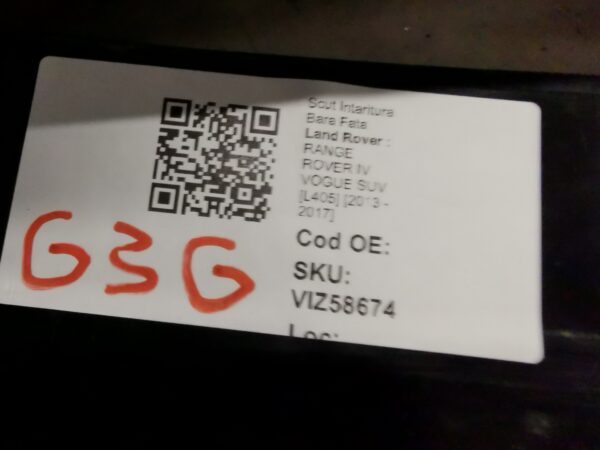 Scut Intaritura
Bara Fata
Land Rover :
RANGE
ROVER IV
VOGUE SUV
[L405] [2013 -
2017]
Cod OE:
SKU:
VIZ58674
Loc:
G3G